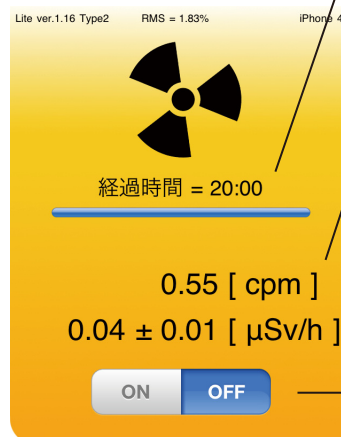 Lite ver.1.16 Type2 RMS = 1.83% iPhone 4
経過時間 = 20:00
0.55 [ cpm ]
0.04 ± 0.01 [ μSv/h ]
ON OFF